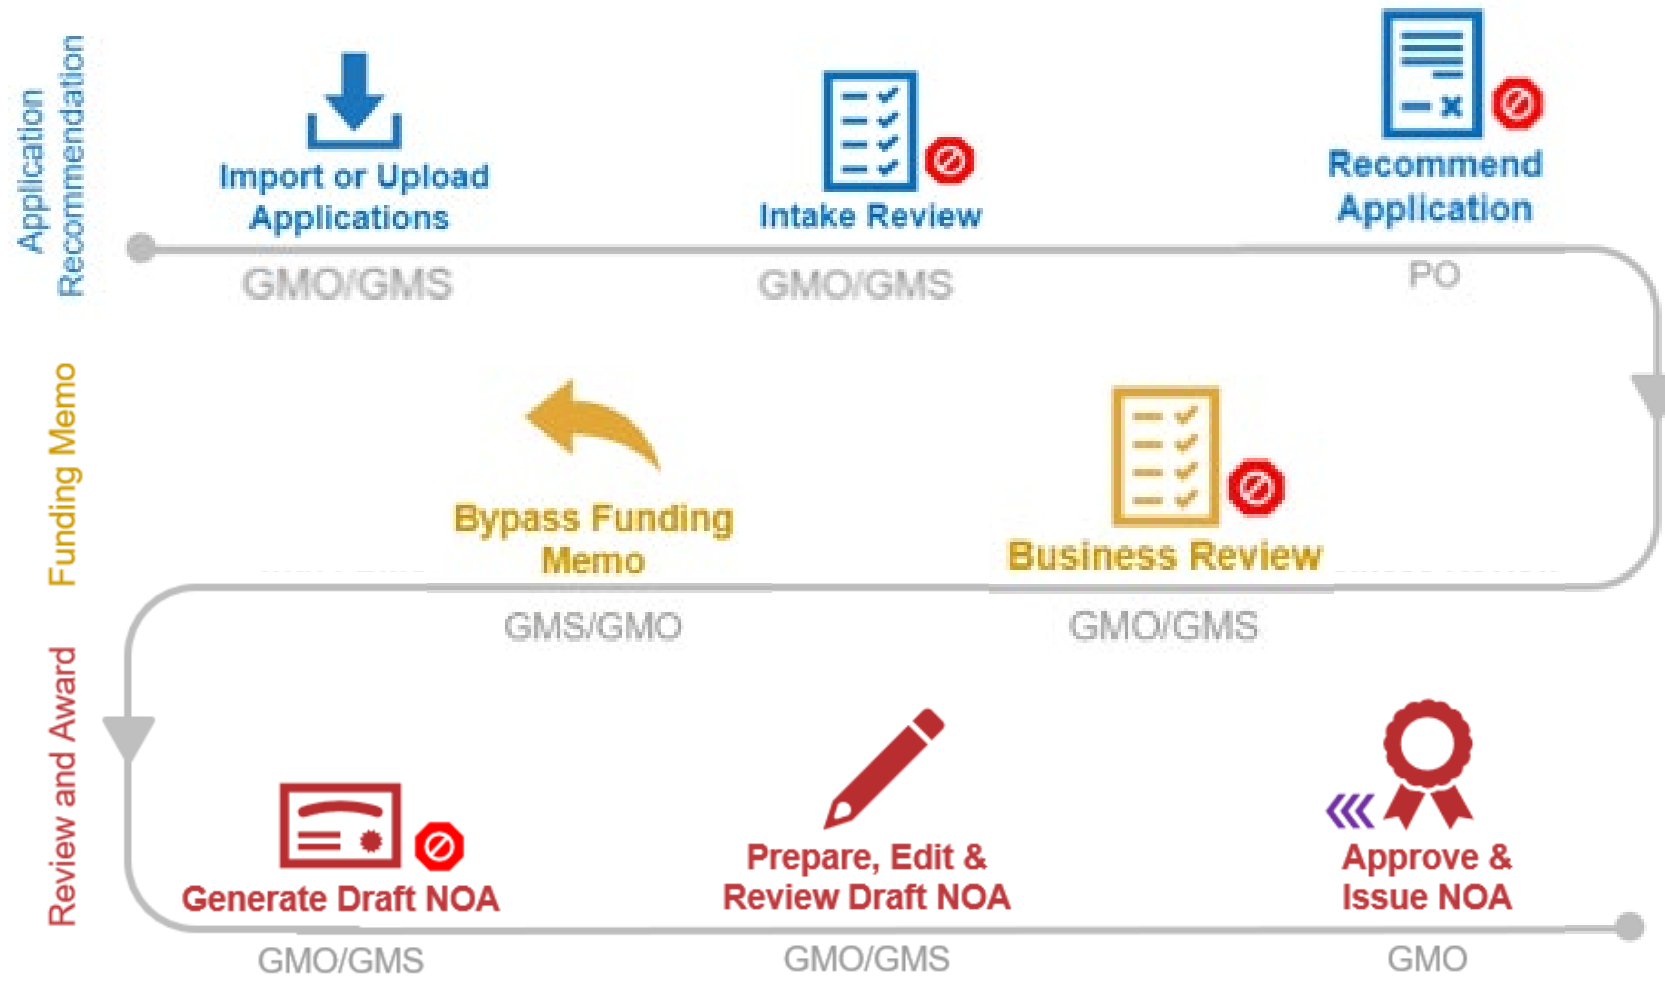 Application
Recommendation
Import or Upload
Applications
GMO/GMS
Intake Review
GMO/GMS
Recommend
Application
PO
Funding Memo
Bypass Funding
Memo
GMS/GMO
Business Review
GMO/GMS
Review and Award
Generate Draft NOA
GMO/GMS
Prepare, Edit &
Review Draft NOA
GMO/GMS
Approve &
Issue NOA
GMO